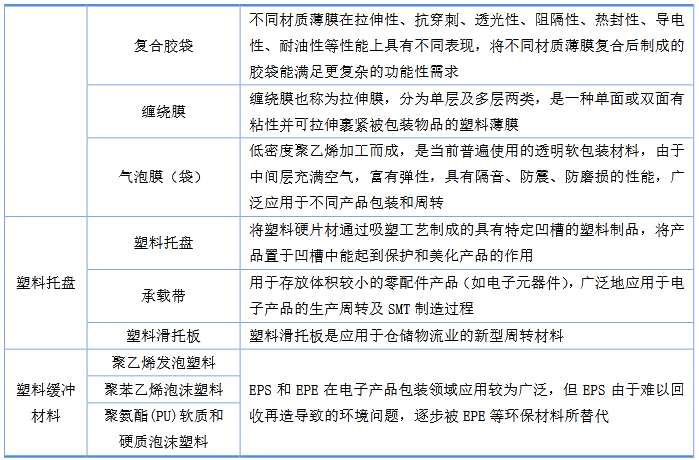 复合胶袋
不同材质薄膜在拉伸性、抗穿刺、透光性、阻隔性、热封性、导电
性、耐油性等性能上具有不同表现，将不同材质薄膜复合后制成的
胶袋能满足更复杂的功能性需求
缠绕膜
缠绕膜也称为拉伸膜，分为单层及多层两类，是一种单面或双面有
粘性并可拉伸裹紧被包装物品的塑料薄膜
气泡膜（袋）
低密度聚乙烯加工而成，是当前普遍使用的透明软包装材料，由于
中间层充满空气，富有弹性，具有隔音、防震、防磨损的性能，广
泛应用于不同产品包装和周转
塑料托盘
塑料托盘
将塑料硬片材通过吸塑工艺制成的具有特定凹槽的塑料制品，将产
品置于凹槽中能起到保护和美化产品的作用
承载带
用于存放体积较小的零配件产品（如电子元器件），广泛地应用于电
子产品的生产周转及 SMT 制造过程
塑料滑托板
塑料滑托板是应用于仓储物流业的新型周转材料
塑料缓冲
材料
聚乙烯发泡塑料
聚苯乙烯泡沫塑料
聚氨酯(PU)软质和
硬质泡沫塑料
EPS 和 EPE 在电子产品包装领域应用较为广泛，但 EPS 由于难以回
收再造导致的环境问题，逐步被 EPE 等环保材料所替代